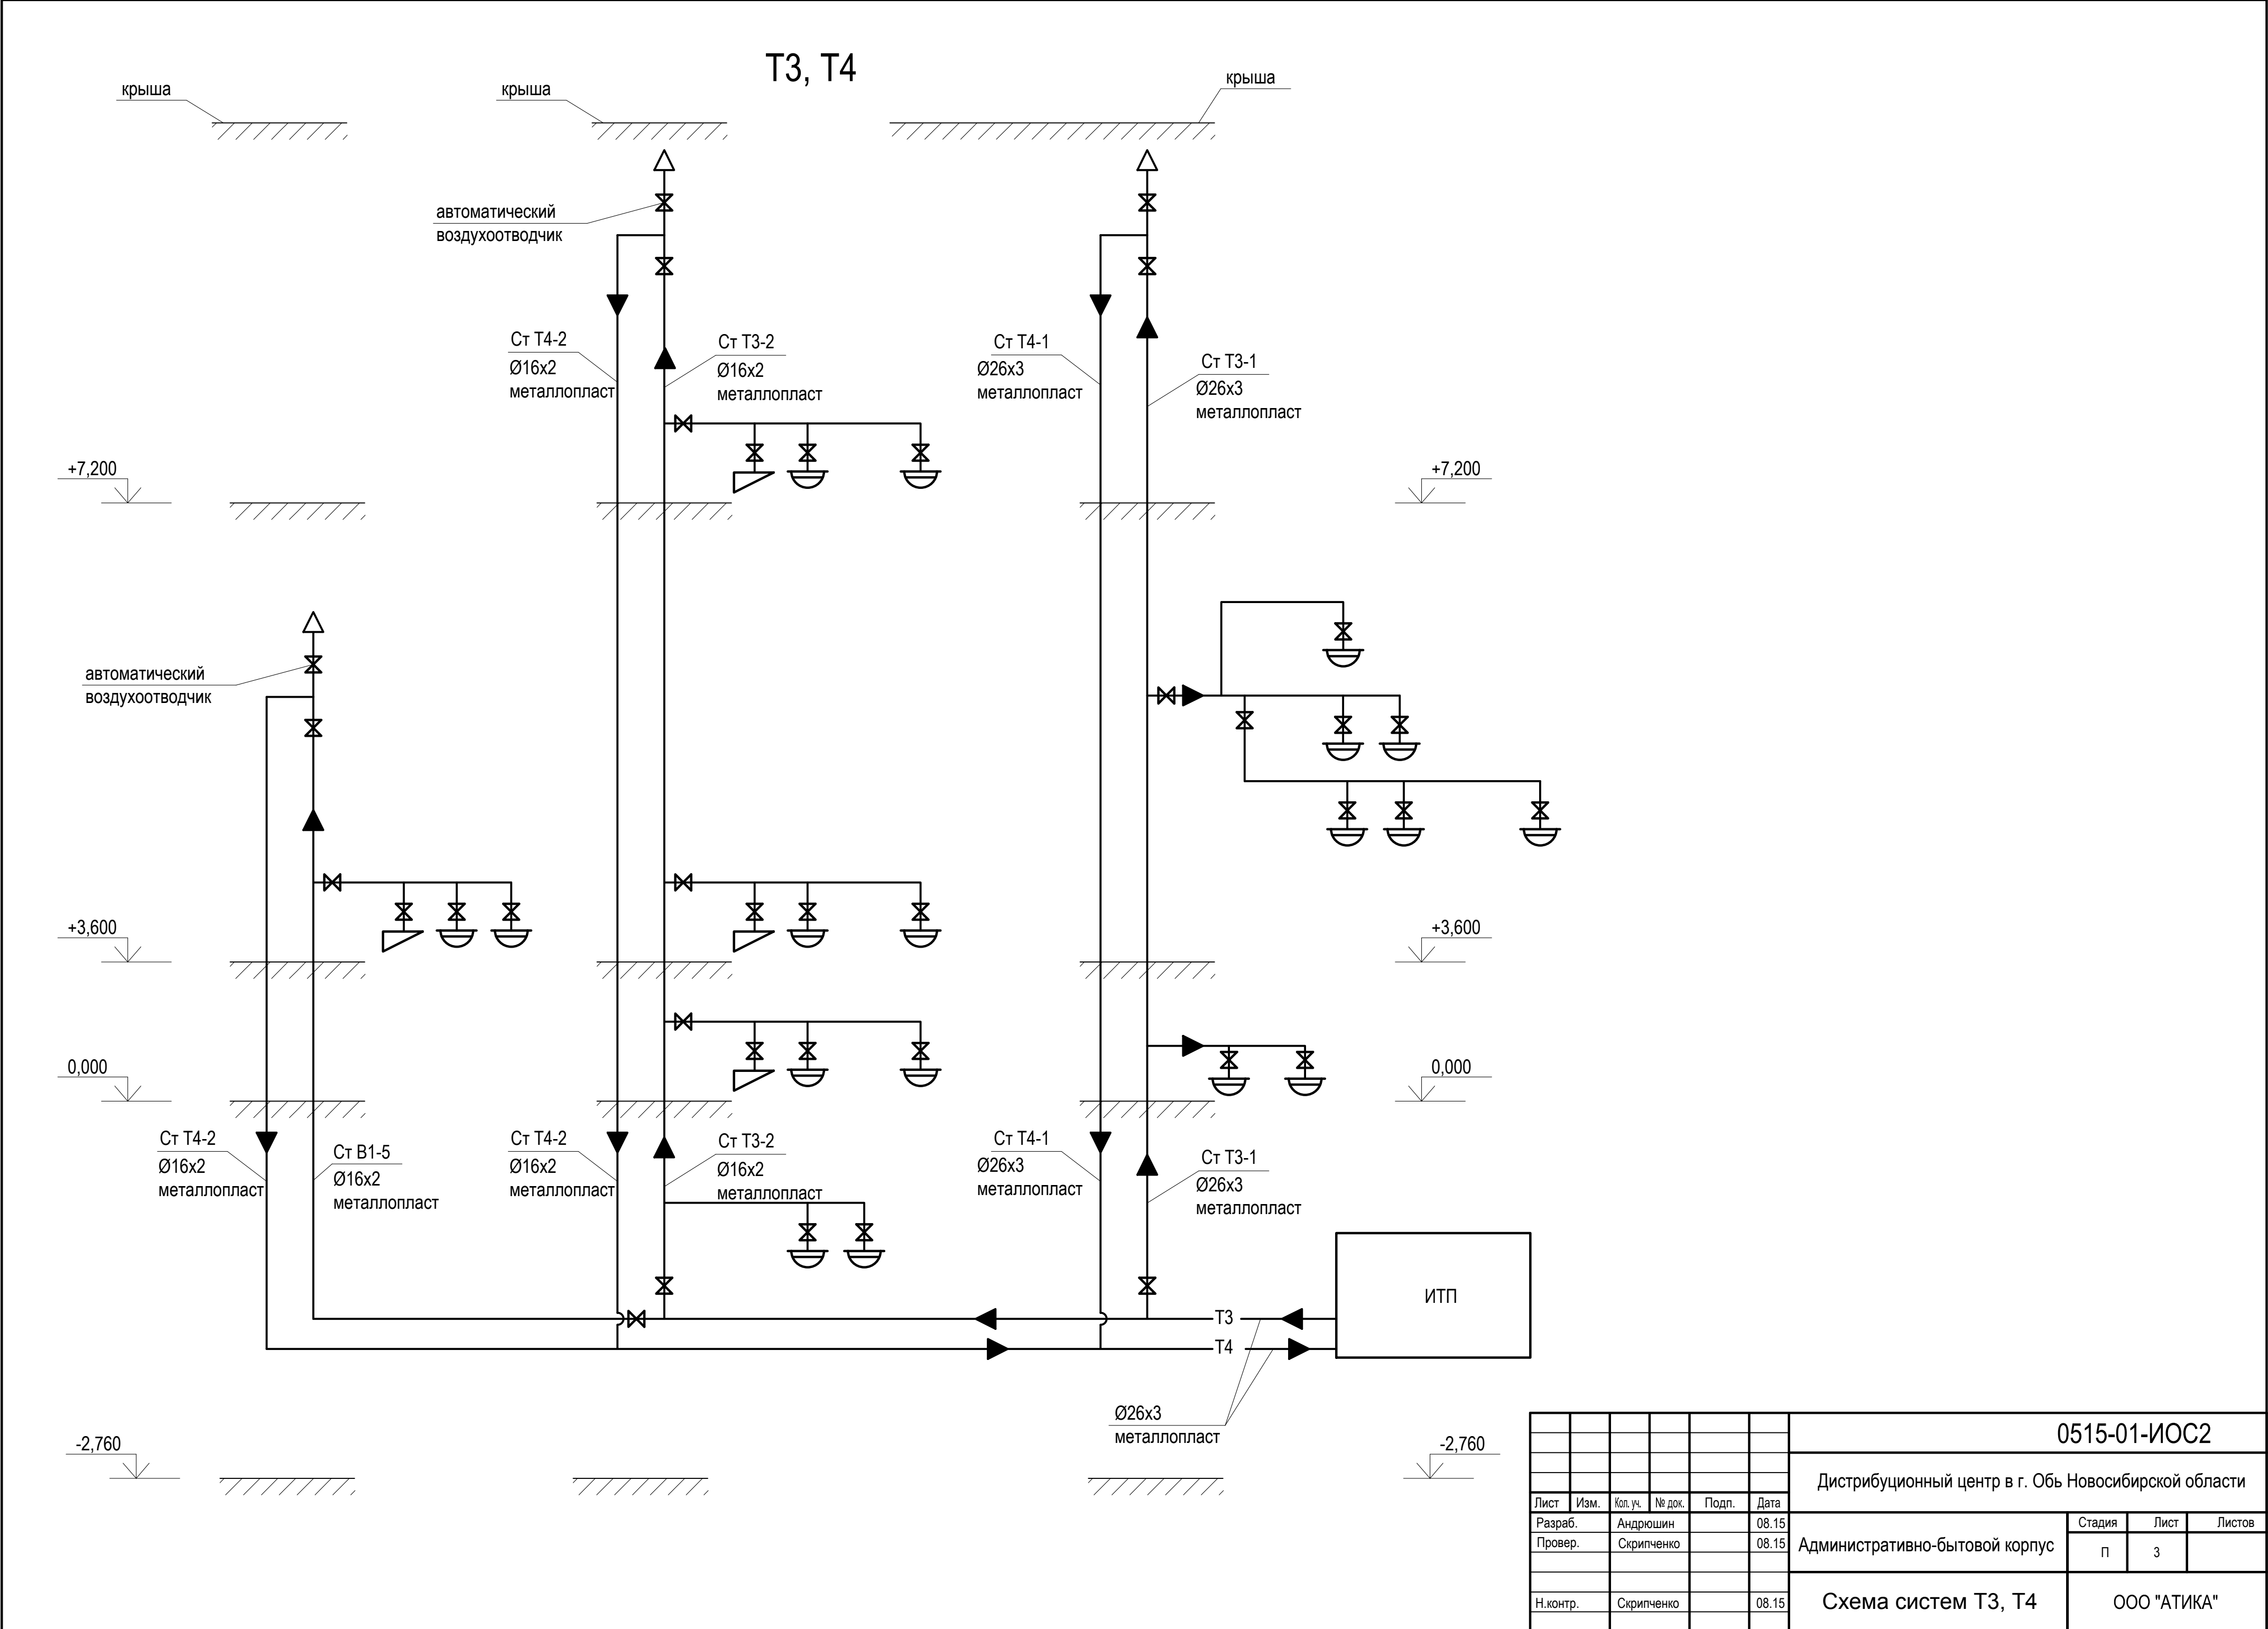 Т3, Т4
крыша
крыша
крыша
автоматический
воздухоотводчик
Ст Т4-2
Ø16х2
металлопласт
Ст Т3-2
Ø16х2
металлопласт
Ст Т4-1
Ø26х3
металлопласт
Ст Т3-1
Ø26х3
металлопласт
+7,200
+7,200
автоматический
воздухоотводчик
+3,600
+3,600
0,000
0,000
Ст Т4-2
Ø16х2
металлопласт
Ст В1-5
Ø16х2
металлопласт
Ст Т4-2
Ø16х2
металлопласт
Ст Т3-2
Ø16х2
металлопласт
Ст Т4-1
Ø26х3
металлопласт
Ст Т3-1
Ø26х3
металлопласт
ИТП
Т3
Т4
Ø26х3
металлопласт
-2,760
-2,760
0515-01-ИОС2
Дистрибуционный центр в г. Обь Новосибирской области
Лист Изм. Кол. уч. № док. Подп. Дата
Разраб. Андрюшин 08.15
Провер. Скрипченко 08.15
Н.контр. Скрипченко 08.15
Административно-бытовой корпус
Стадия Лист Листов
П 3
Схема систем Т3, Т4
ООО "АТИКА"